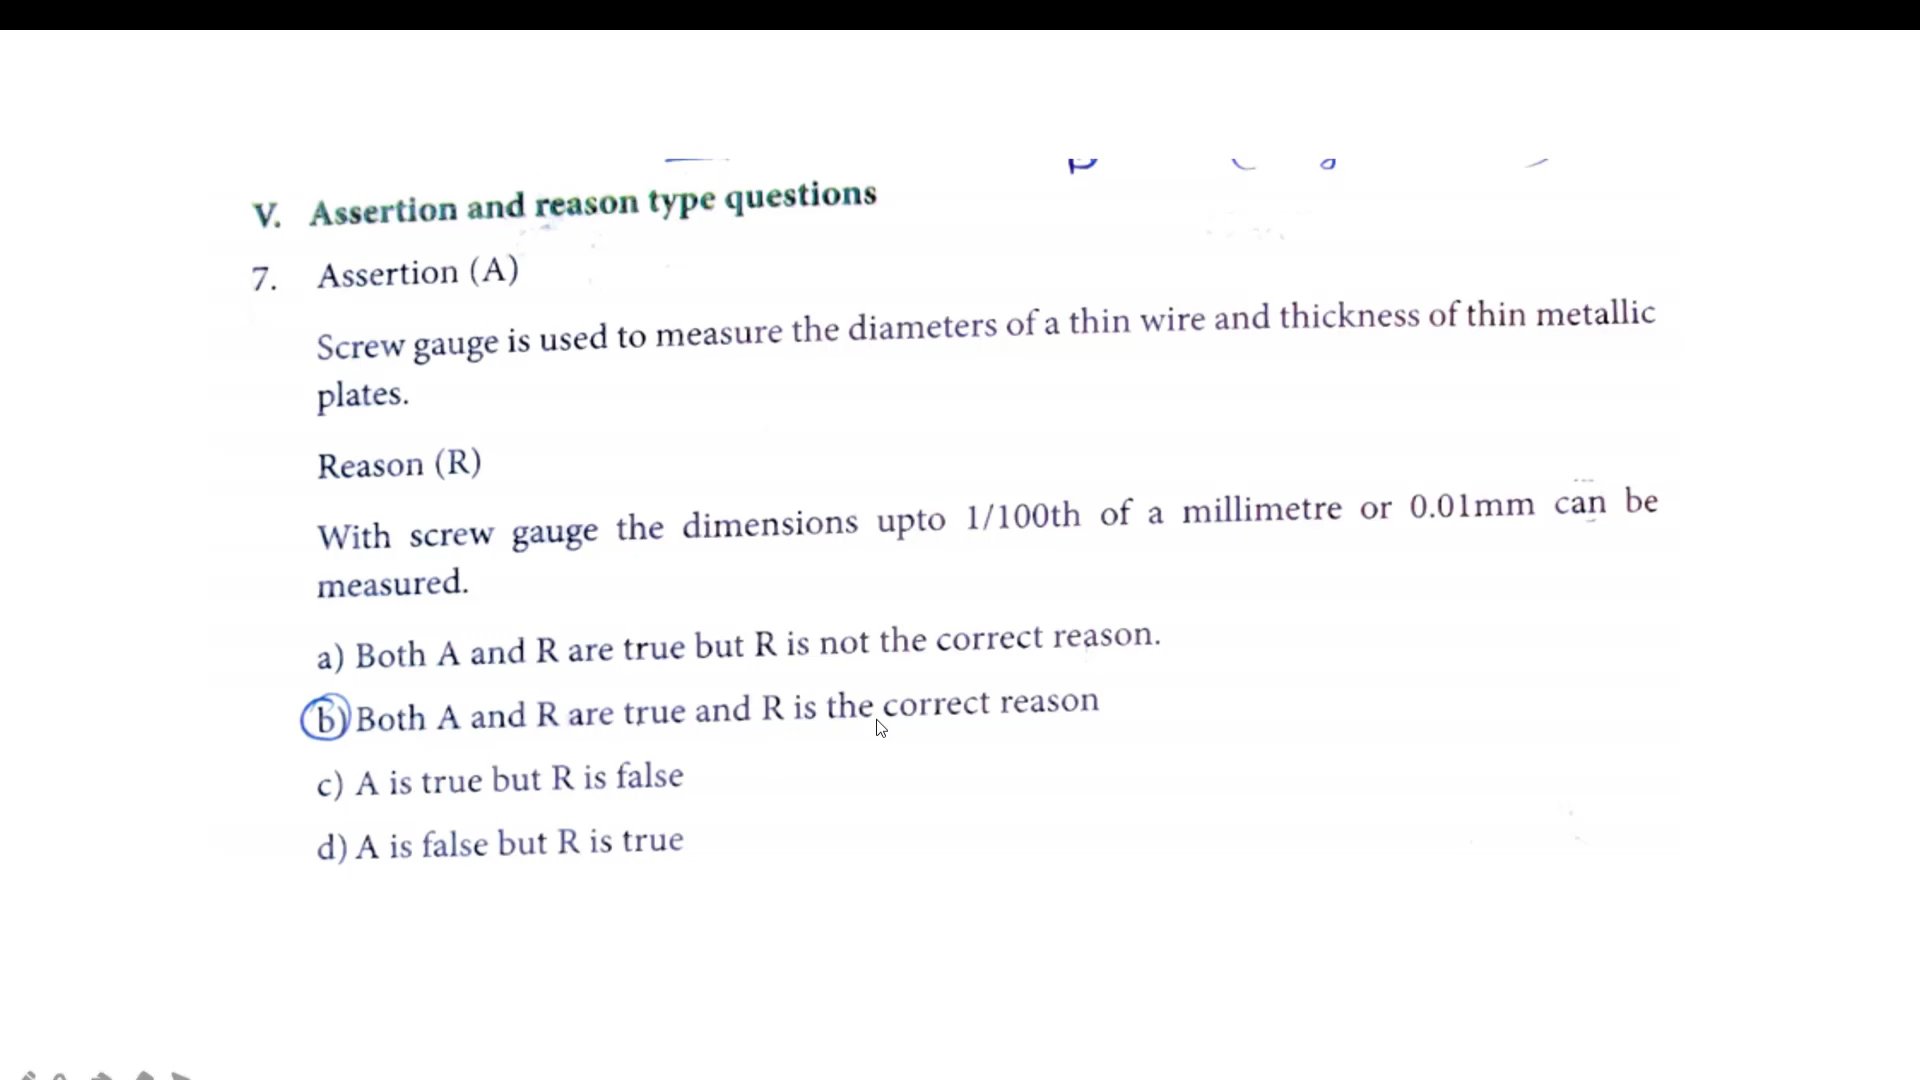 V. Assertion and reason type questions
7. Assertion (A)
Screw gauge is used to measure the diameters of a thin wire and thickness of thin metallic
plates.
Reason (R)
With screw gauge the dimensions upto 1/100th of a millimetre or 0.01mm can be
measured.
a) Both A and R are true but R is not the correct reason.
b) Both A and R are true and R is the correct reason
c) A is true but R is false
d) A is false but R is true